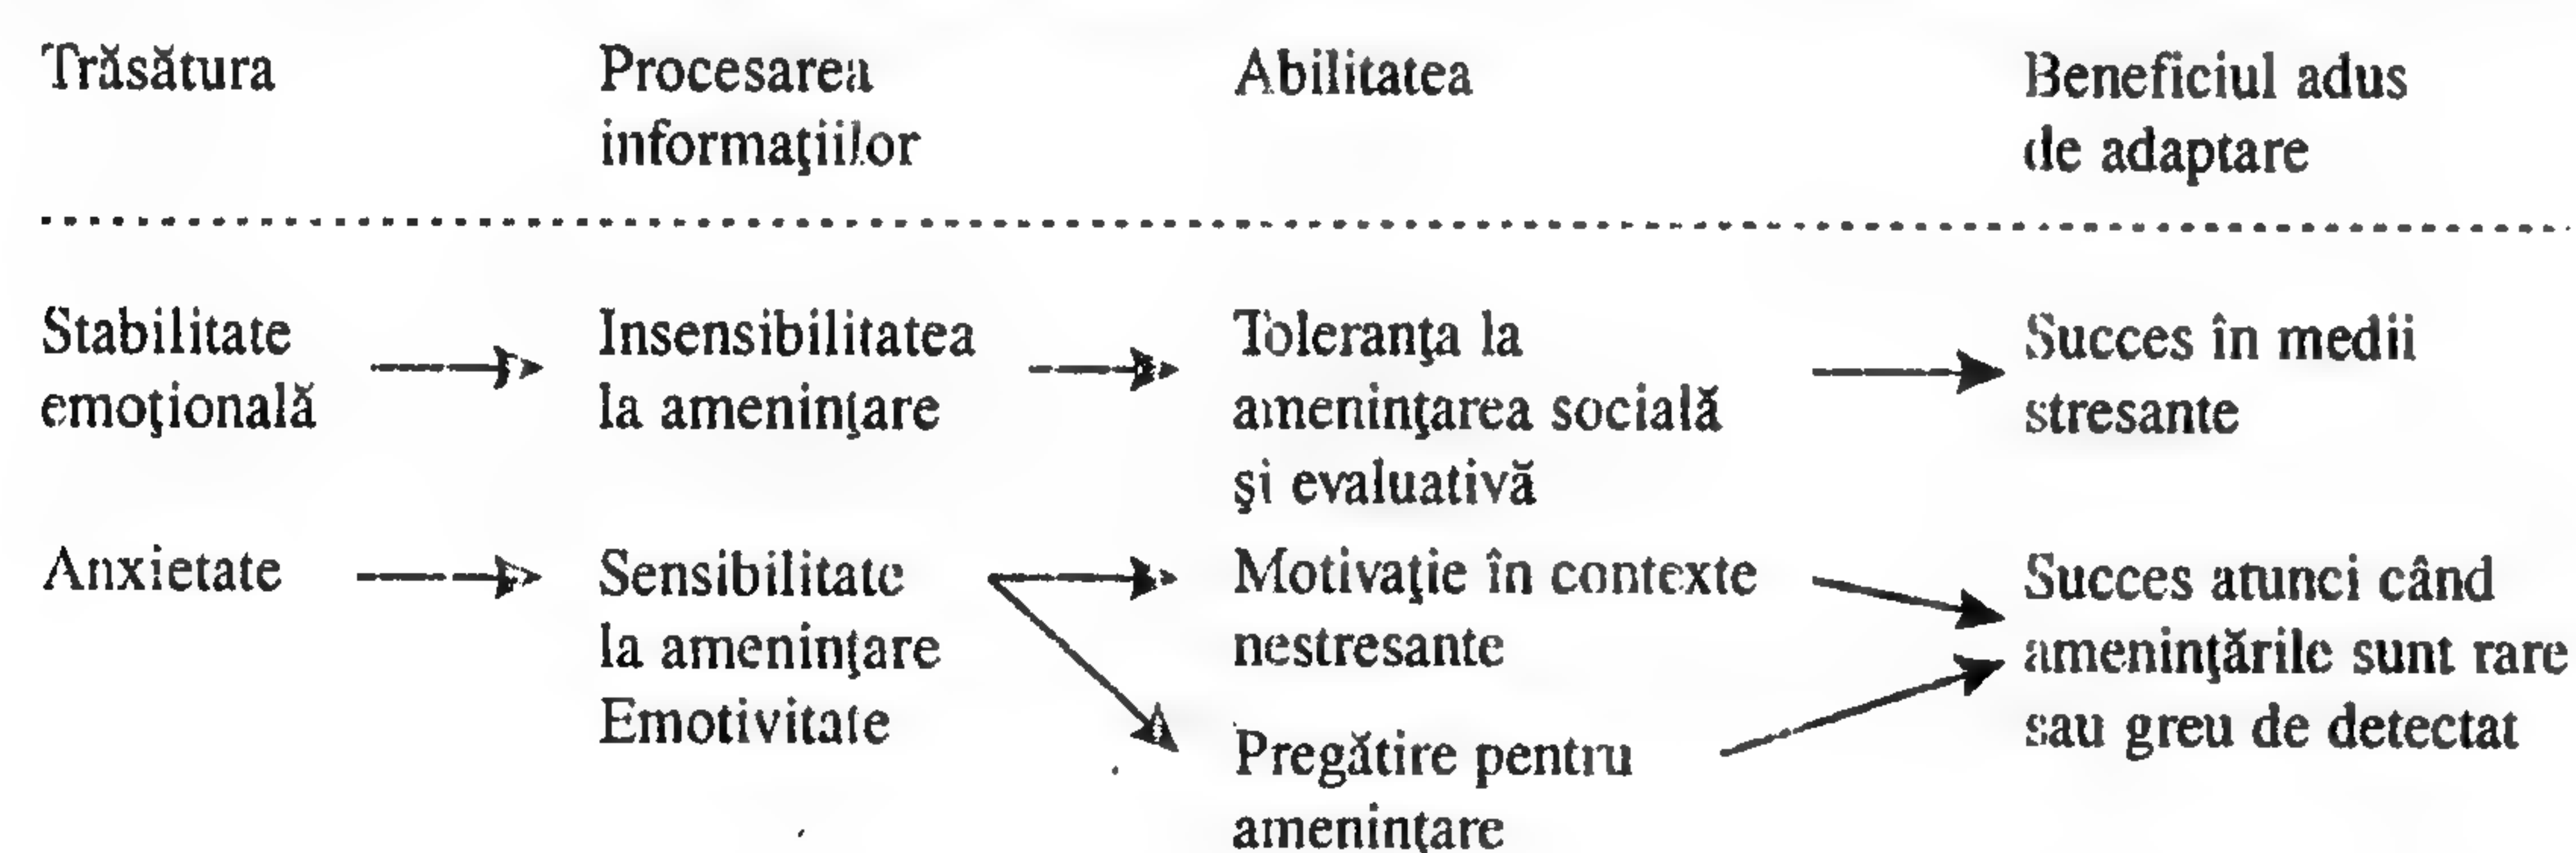 Trăsătura
Procesarea
informaţiilor
Abilitatea
Beneficiul adus
de adaptare
Stabilitate
emoţională
Insensibilitatea
la ameninţare
Toleranţa la
ameninţarea socială
şi evaluativă
Succes în medii
stresante
Anxietate
Sensibilitate
la ameninţare
Emotivitate
Motivaţie în contexte
nestresante
Pregătire pentru
ameninţare
Succes atunci când
ameninţările sunt rare
sau greu de detectat